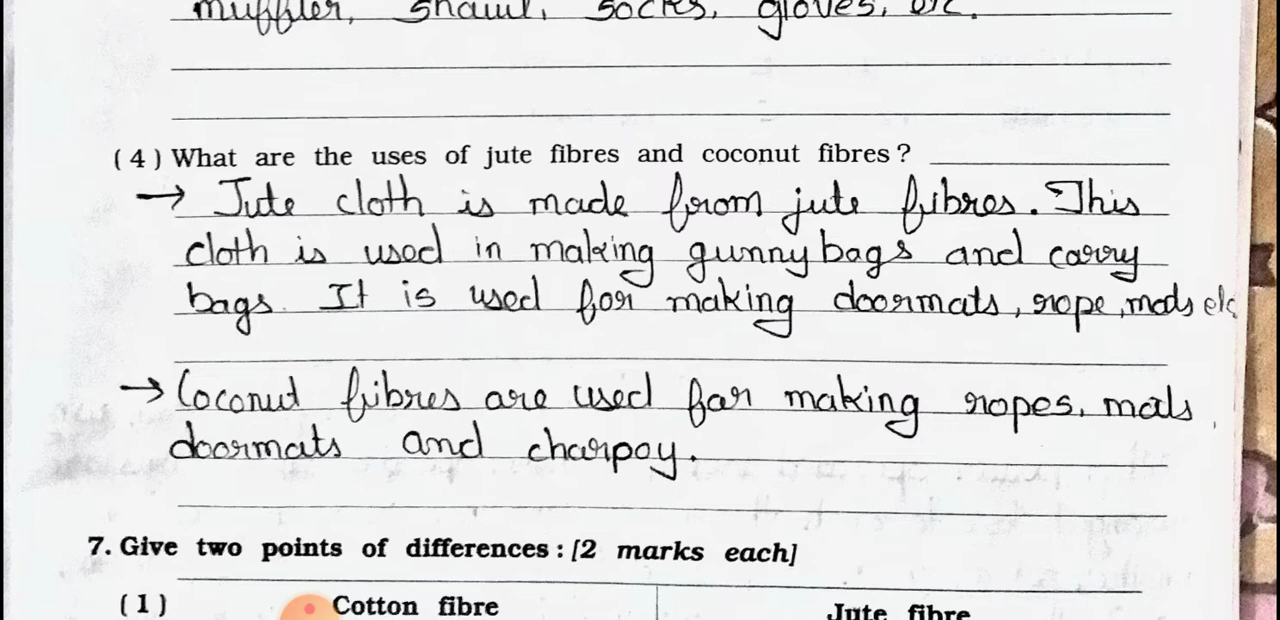 muffler, shawl, socks, gloves, etc.
(4) What are the uses of jute fibres and coconut fibres?
→ Jute cloth is made from jute fibres. This
cloth is used in making gunny bags and carry
bags. It is used for making doormats, rope, mats etc
→ Coconut fibres are used for making ropes, mats,
doormats and charpoy.
7. Give two points of differences : [2 marks each]
(1) Cotton fibre Jute fibre